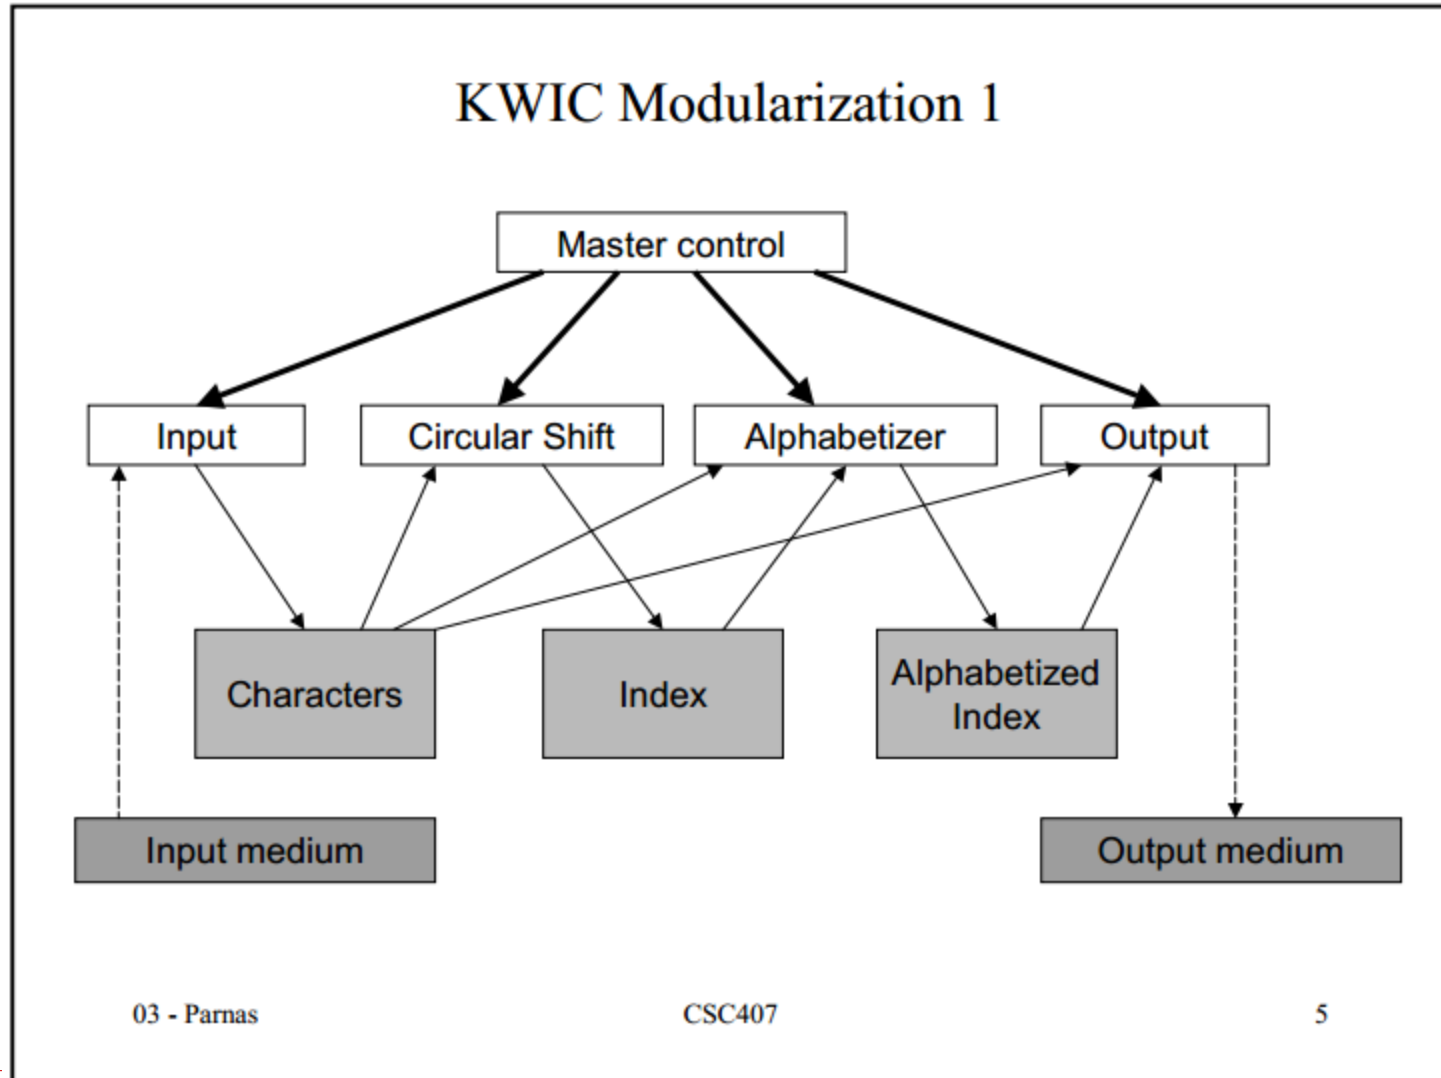 KWIC Modularization 1
Master control
Input
Circular Shift
Alphabetizer
Output
Characters
Index
Alphabetized
Index
Input medium
Output medium
03 - Parnas
CSC407
5